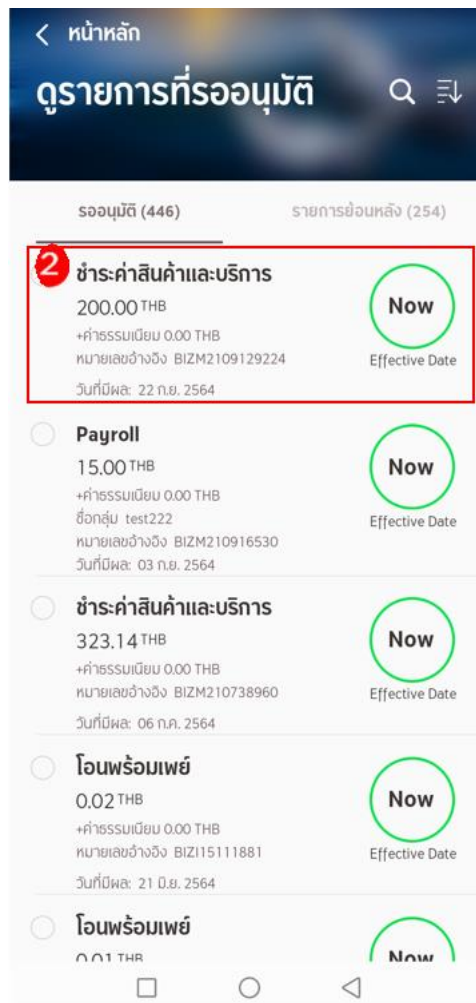 หน้าหลัก
ดูรายการที่รออนุมัติ
รออนุมัติ (446) รายการย้อนหลัง (254)
2
ชำระค่าสินค้าและบริการ
200.00 THB
+ค่าธรรมเนียม 0.00 THB
หมายเลขอ้างอิง BIZM2109129224
วันที่มีผล: 22 ก.ย. 2564
Now
Effective Date
Payroll
15.00 THB
+ค่าธรรมเนียม 0.00 THB
ชื่อกลุ่ม test222
หมายเลขอ้างอิง BIZM210916530
วันที่มีผล: 03 ก.ย. 2564
Now
Effective Date
ชำระค่าสินค้าและบริการ
323.14 THB
+ค่าธรรมเนียม 0.00 THB
หมายเลขอ้างอิง BIZM210738960
วันที่มีผล: 06 ก.ค. 2564
Now
Effective Date
โอนพร้อมเพย์
0.02 THB
+ค่าธรรมเนียม 0.00 THB
หมายเลขอ้างอิง BIZI15111881
วันที่มีผล: 21 มิ.ย. 2564
Now
Effective Date
โอนพร้อมเพย์
0.01 THB
Now